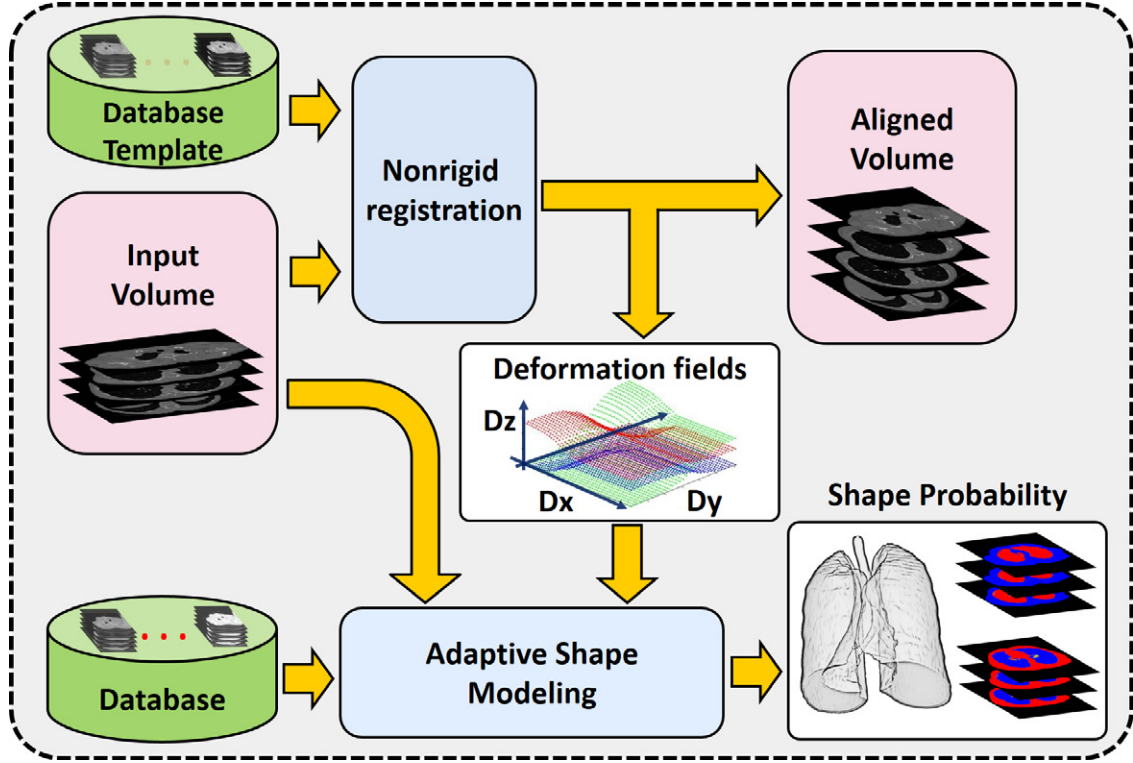 Database
Template
Nonrigid
registration
Aligned
Volume
Input
Volume
Deformation fields
Dz
Dx
Dy
Shape Probability
Database
Adaptive Shape
Modeling